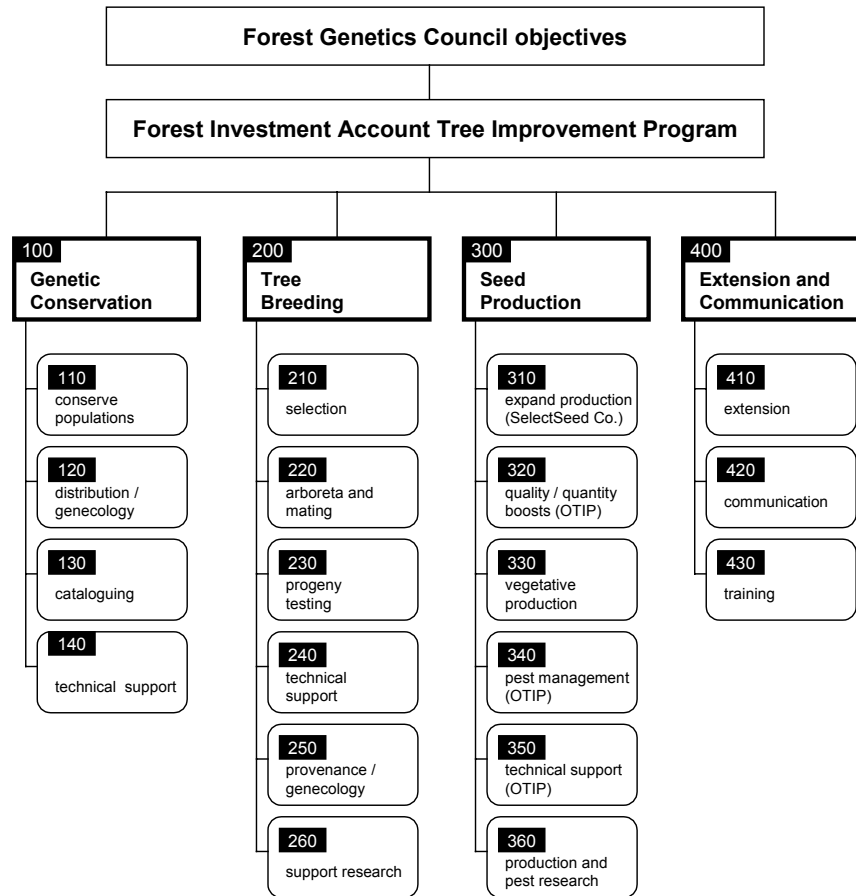 Forest Genetics Council objectives
Forest Investment Account Tree Improvement Program
100
Genetic
Conservation
110
conserve
populations
120
distribution /
genecology
130
cataloguing
140
technical support
200
Tree
Breeding
210
selection
220
arboreta and
mating
230
progeny
testing
240
technical
support
250
provenance /
genecology
260
support research
300
Seed
Production
310
expand production
(SelectSeed Co.)
320
quality / quantity
boosts (OTIP)
330
vegetative
production
340
pest management
(OTIP)
350
technical support
(OTIP)
360
production and
pest research
400
Extension and
Communication
410
extension
420
communication
430
training